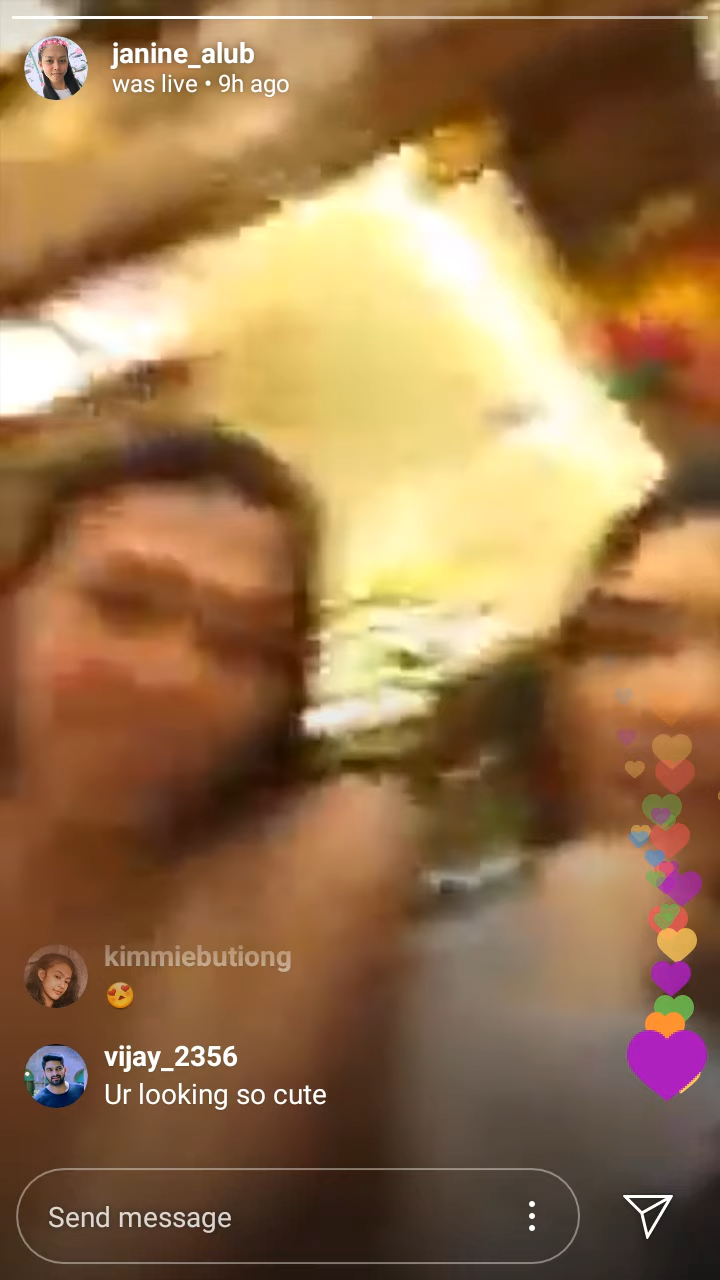 janine_alub
was live • 9h ago
kimmiebutiong
😍
vijay_2356
Ur looking so cute
Send message